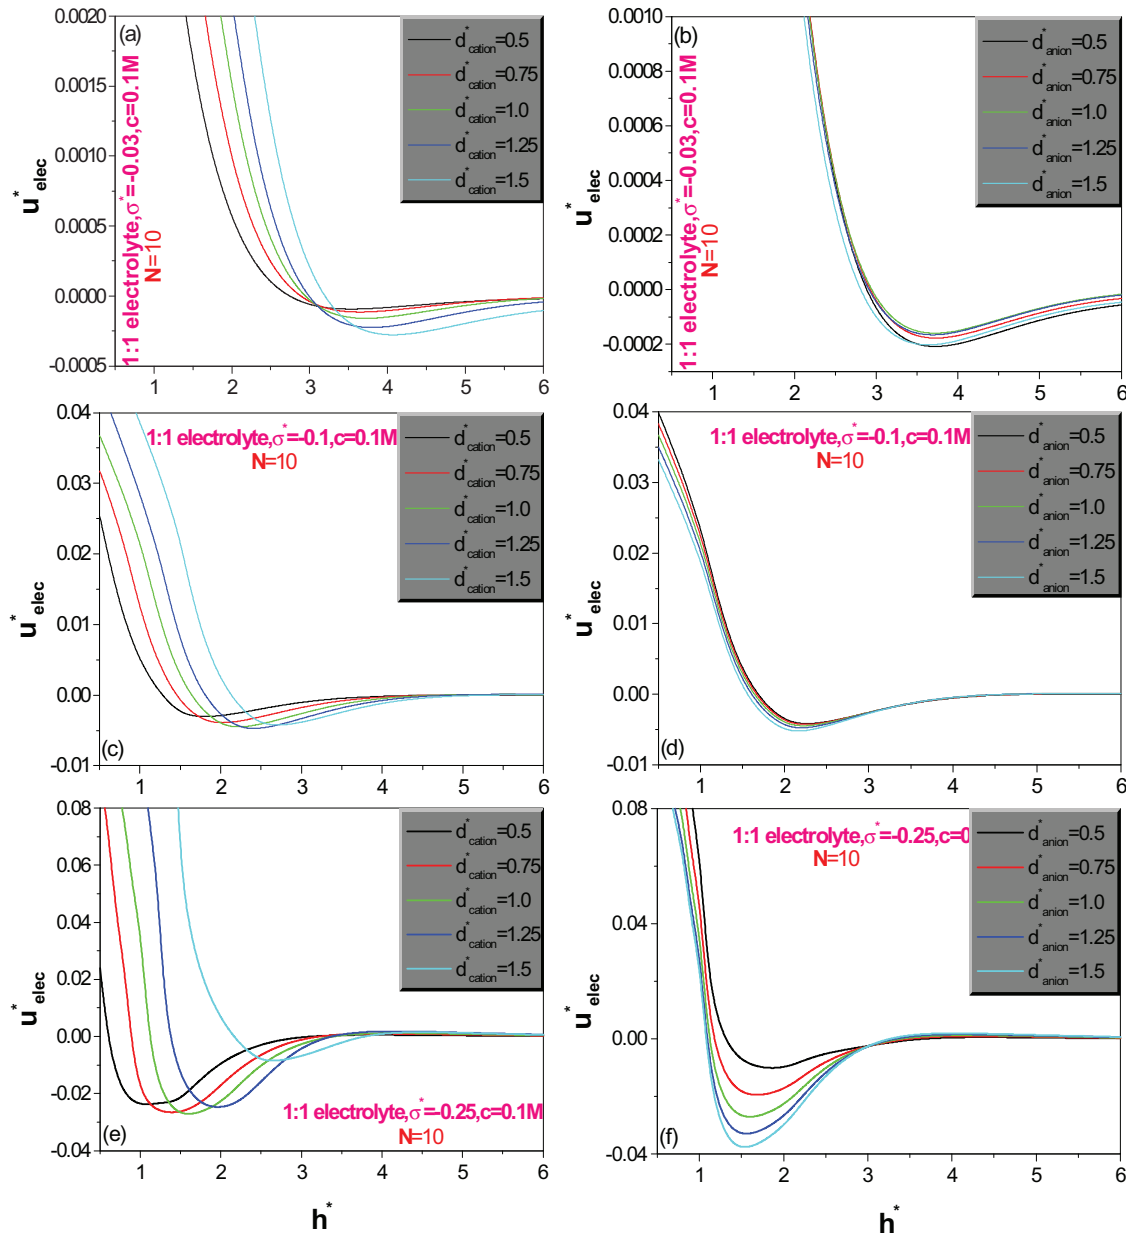 (a)
0.0020
0.0015
0.0010
0.0005
0.0000
-0.0005
u*elec
1:1 electrolyte,σ*=-0.03,c=0.1M
N=10
d*cation=0.5
d*cation=0.75
d*cation=1.0
d*cation=1.25
d*cation=1.5
1 2 3 4 5 6
(b)
0.0010
0.0008
0.0006
0.0004
0.0002
0.0000
-0.0002
u*elec
1:1 electrolyte,σ*=-0.03,c=0.1M
N=10
d*anion=0.5
d*anion=0.75
d*anion=1.0
d*anion=1.25
d*anion=1.5
1 2 3 4 5 6
0.04
0.03
0.02
0.01
0.00
-0.01
u*elec
1:1 electrolyte,σ*=-0.1,c=0.1M
N=10
d*cation=0.5
d*cation=0.75
d*cation=1.0
d*cation=1.25
d*cation=1.5
(c)
1 2 3 4 5 6
0.04
0.03
0.02
0.01
0.00
-0.01
u*elec
1:1 electrolyte,σ*=-0.1,c=0.1M
N=10
d*anion=0.5
d*anion=0.75
d*anion=1.0
d*anion=1.25
d*anion=1.5
(d)
1 2 3 4 5 6
0.08
0.06
0.04
0.02
0.00
-0.02
-0.04
u*elec
d*cation=0.5
d*cation=0.75
d*cation=1.0
d*cation=1.25
d*cation=1.5
1:1 electrolyte,σ*=-0.25,c=0.1M
N=10
(e)
1 2 3 4 5 6
h*
0.08
0.04
0.00
-0.04
u*elec
1:1 electrolyte,σ*=-0.25,c=0
N=10
d*anion=0.5
d*anion=0.75
d*anion=1.0
d*anion=1.25
d*anion=1.5
(f)
1 2 3 4 5 6
h*